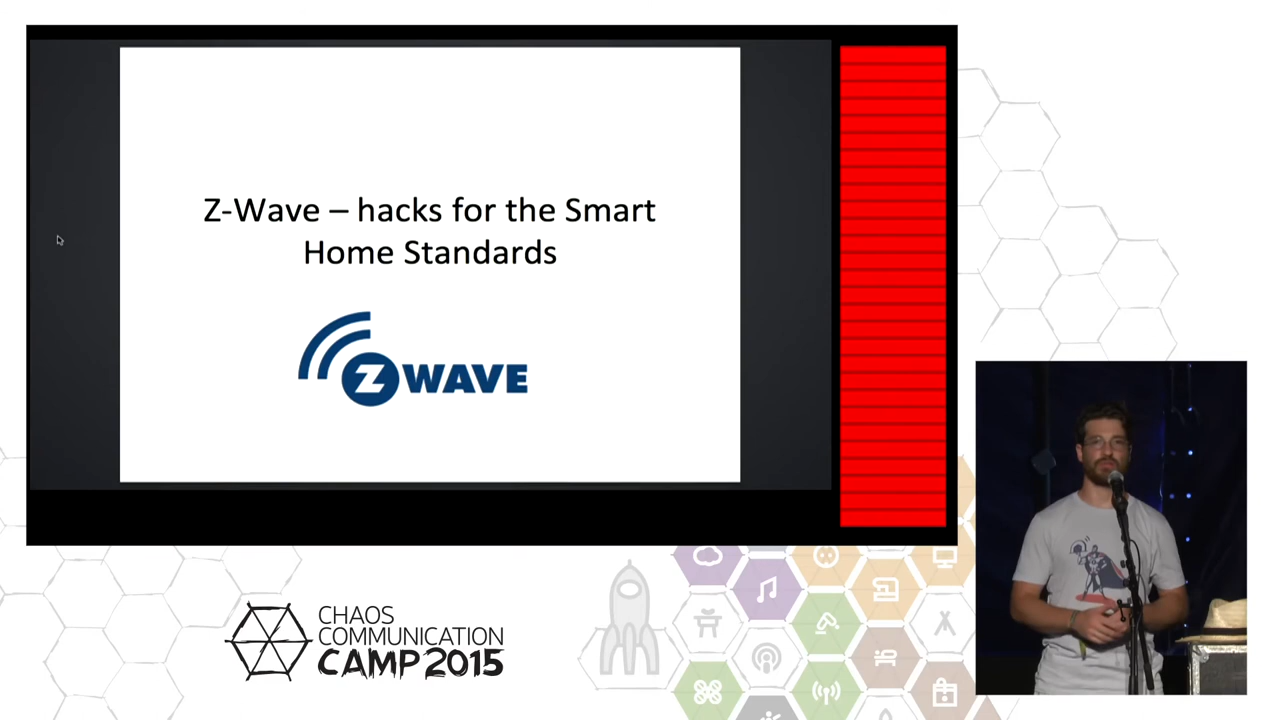 Z-Wave – hacks for the Smart
Home Standards
Z WAVE
CHAOS
COMMUNICATION
CAMP 2015